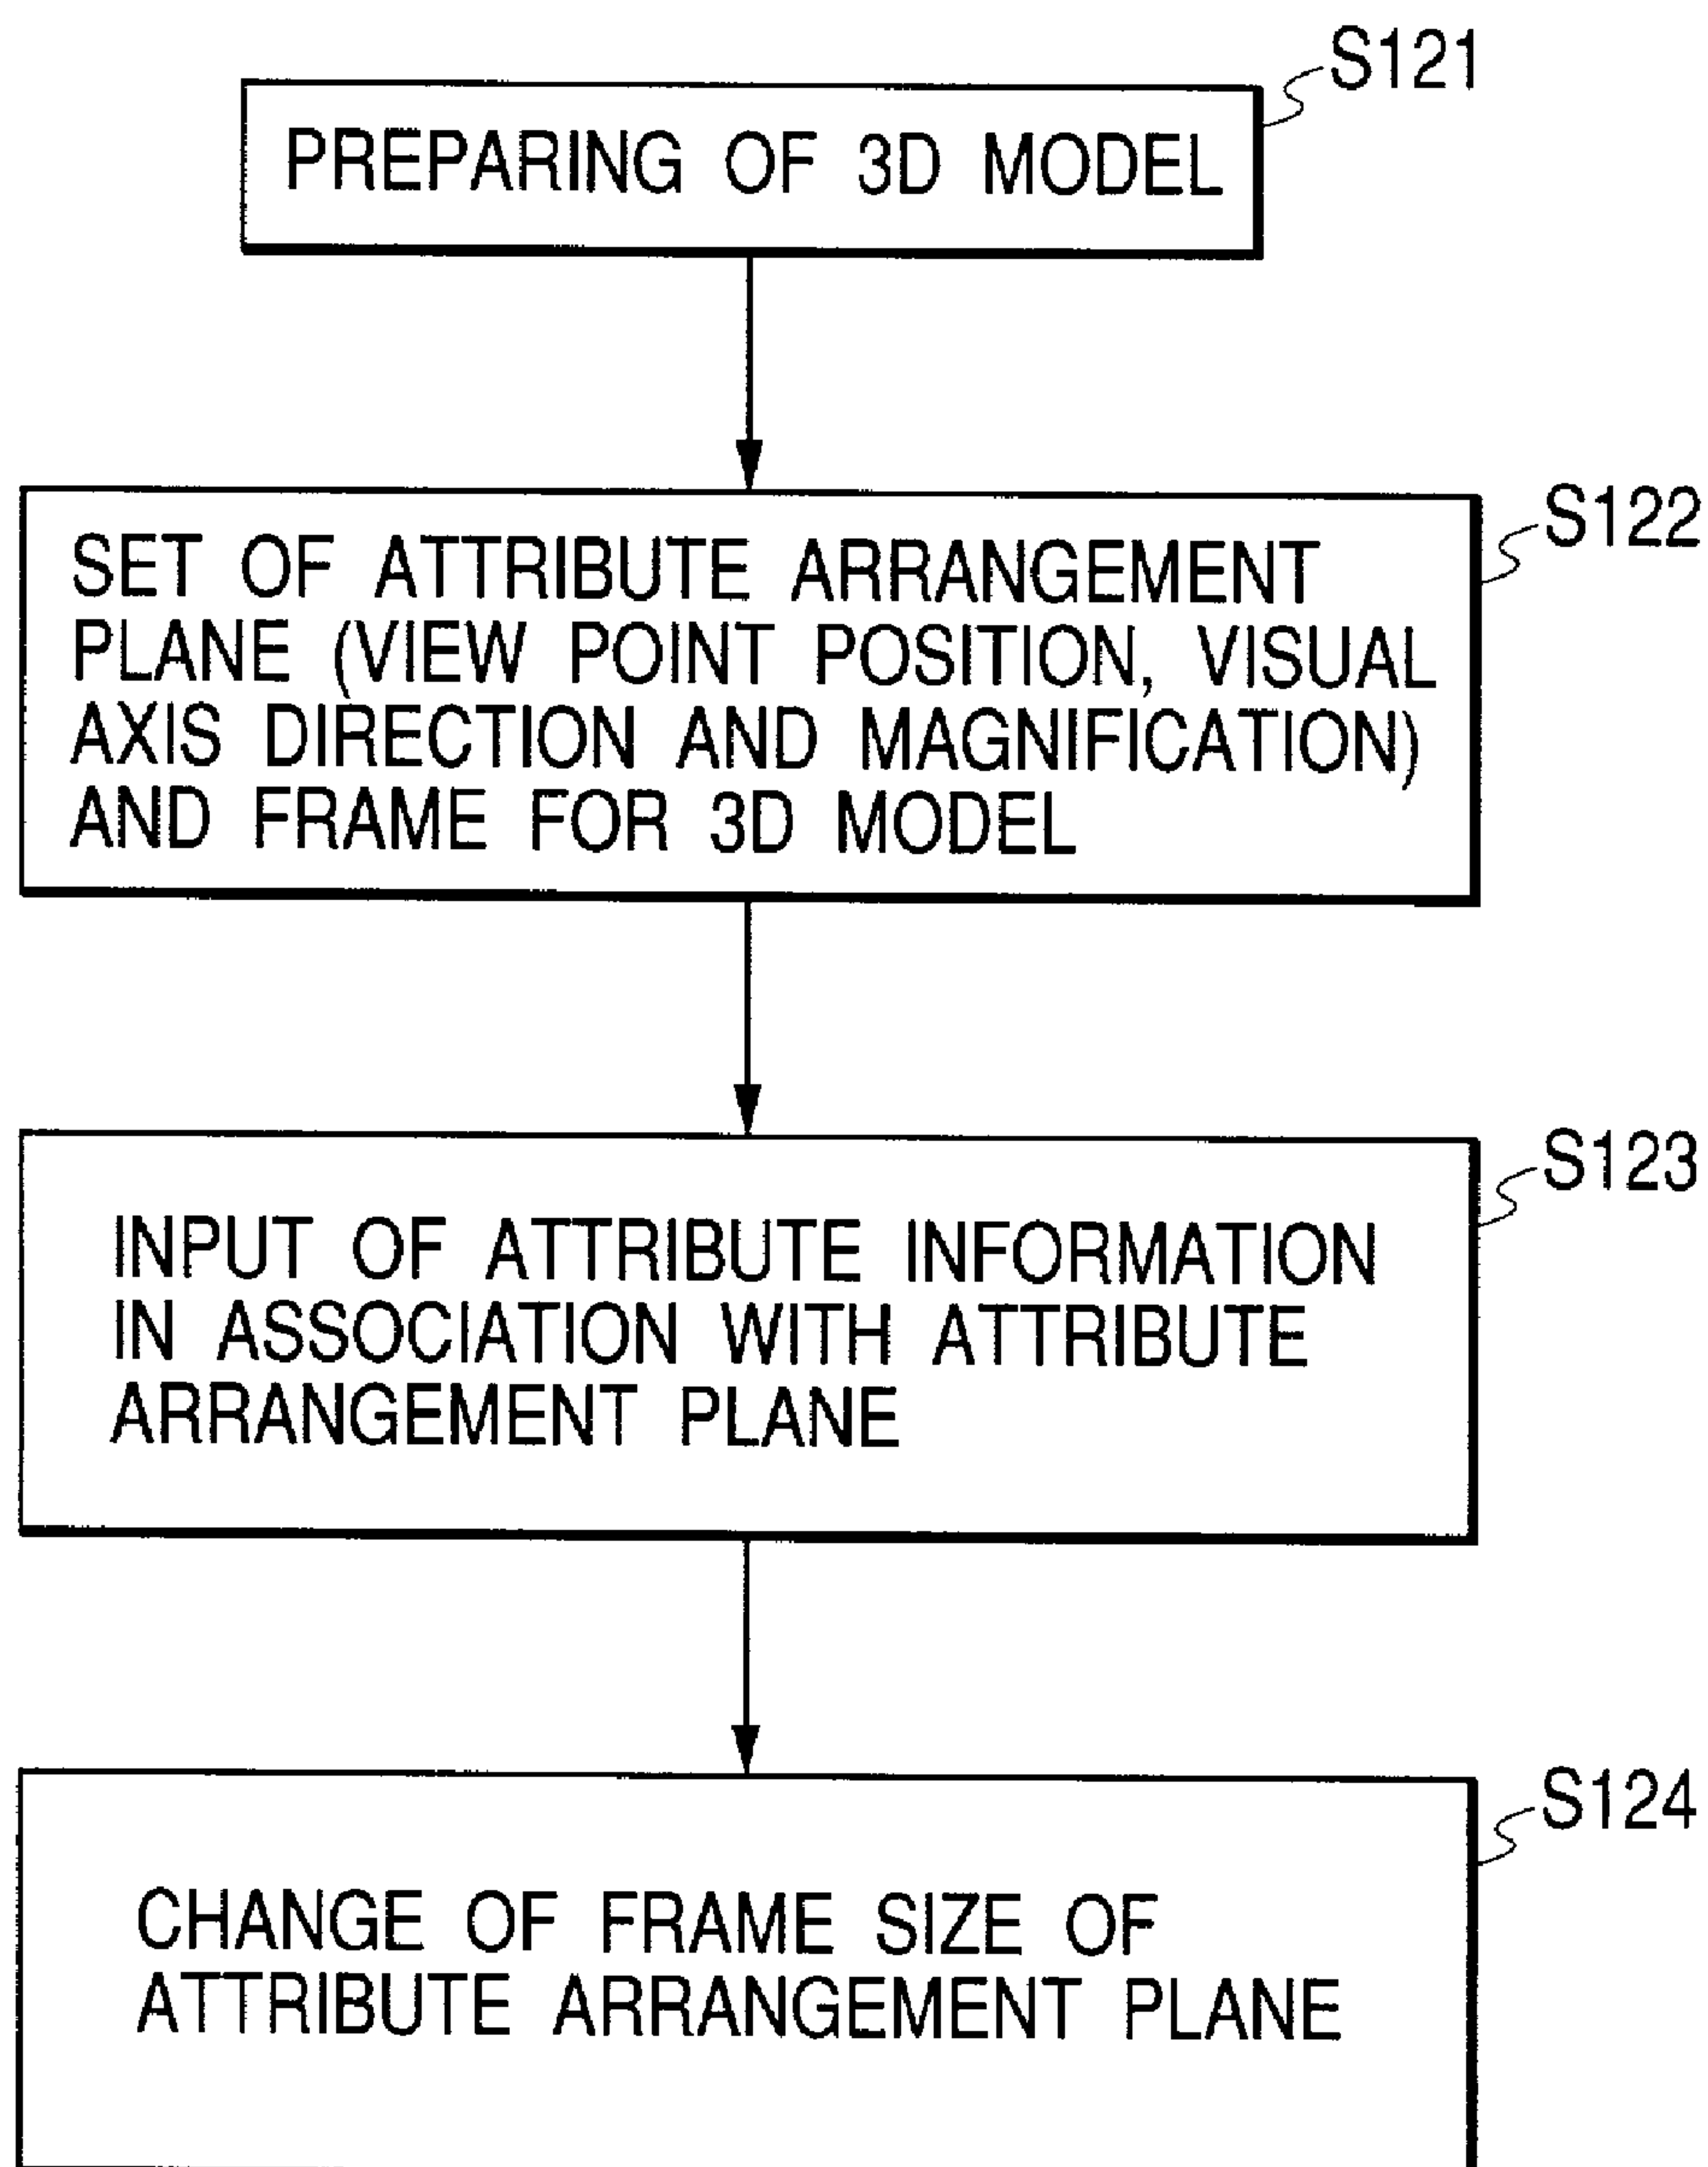 S121
PREPARING OF 3D MODEL
S122
SET OF ATTRIBUTE ARRANGEMENT
PLANE (VIEW POINT POSITION, VISUAL
AXIS DIRECTION AND MAGNIFICATION)
AND FRAME FOR 3D MODEL
S123
INPUT OF ATTRIBUTE INFORMATION
IN ASSOCIATION WITH ATTRIBUTE
ARRANGEMENT PLANE
S124
CHANGE OF FRAME SIZE OF
ATTRIBUTE ARRANGEMENT PLANE